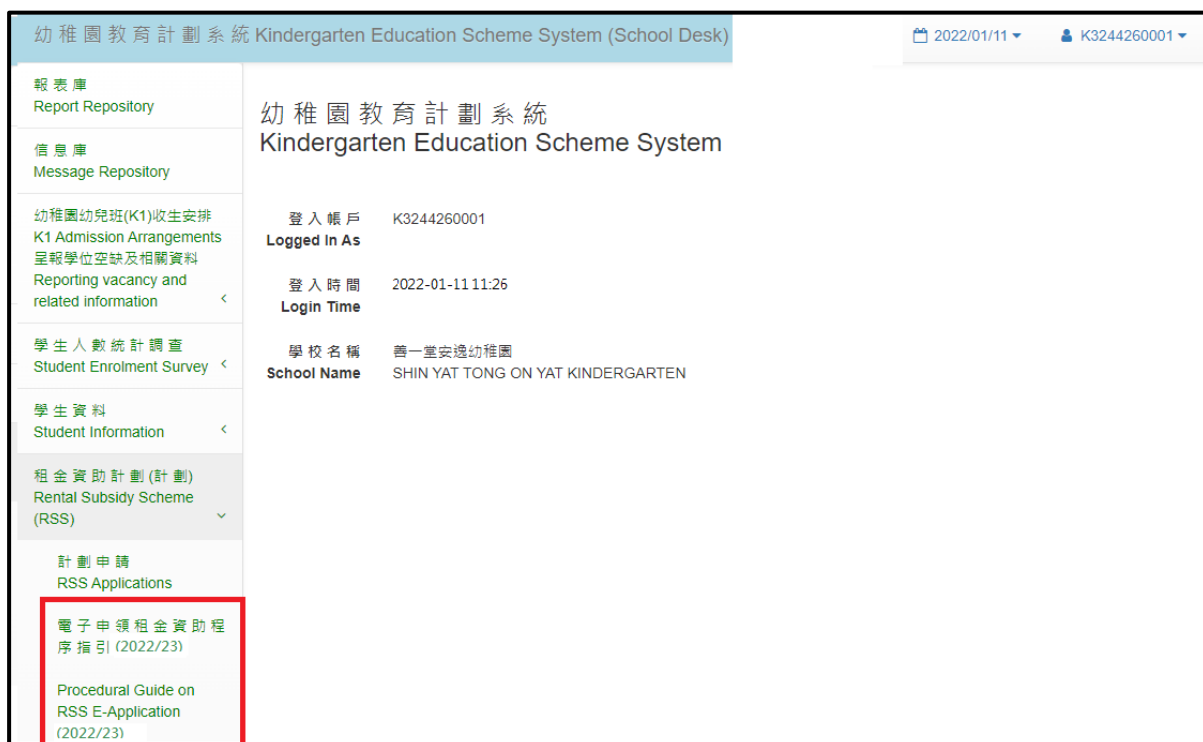 幼稚園教育計劃系統 Kindergarten Education Scheme System (School Desk)
2022/01/11
K3244260001
報表庫
Report Repository
信息庫
Message Repository
幼稚園幼兒班(K1)收生安排
K1 Admission Arrangements
呈報學位空缺及相關資料
Reporting vacancy and
related information
學生人數統計調查
Student Enrolment Survey
學生資料
Student Information
租金資助計劃(計劃)
Rental Subsidy Scheme
(RSS)
計劃申請
RSS Applications
電子申領租金資助程
序指引 (2022/23)
Procedural Guide on
RSS E-Application
(2022/23)
幼稚園教育計劃系統
Kindergarten Education Scheme System
登入帳戶 K3244260001
Logged In As
登入時間 2022-01-11 11:26
Login Time
學校名稱 善一堂安逸幼稚園
School Name SHIN YAT TONG ON YAT KINDERGARTEN